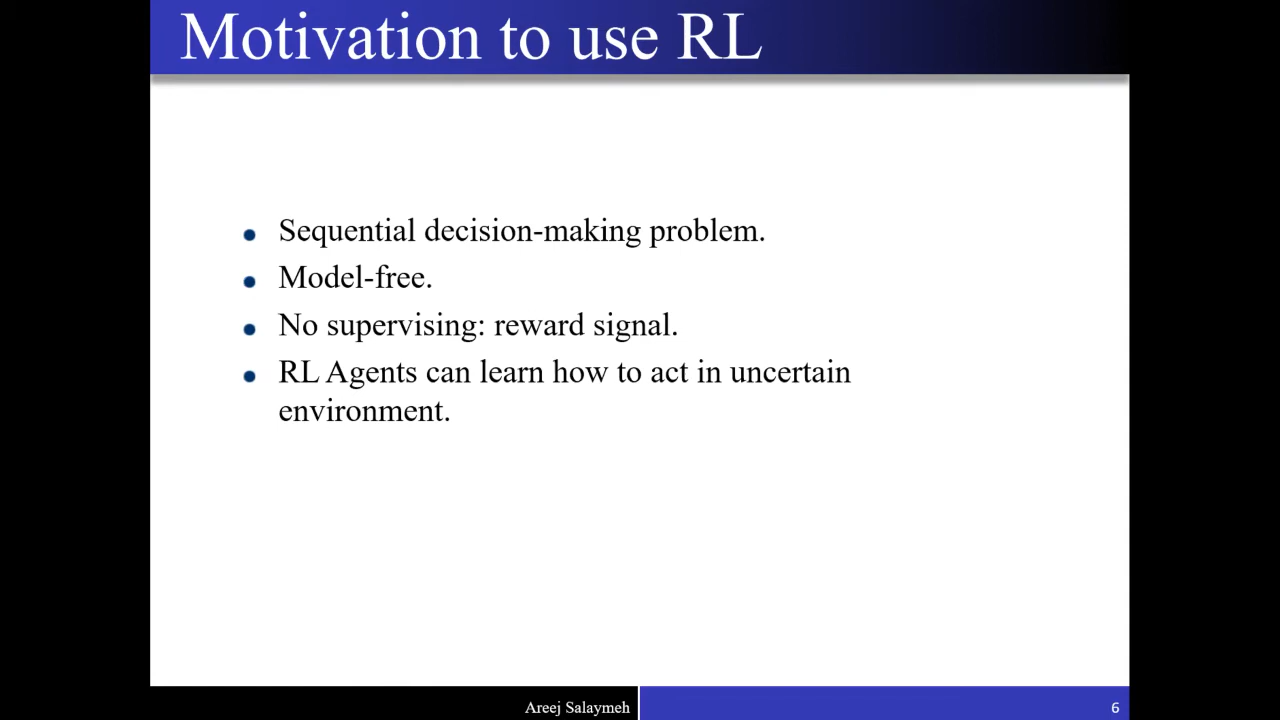 Motivation to use RL
Sequential decision-making problem.
Model-free.
No supervising: reward signal.
RL Agents can learn how to act in uncertain
environment.
Areej Salaymeh
6